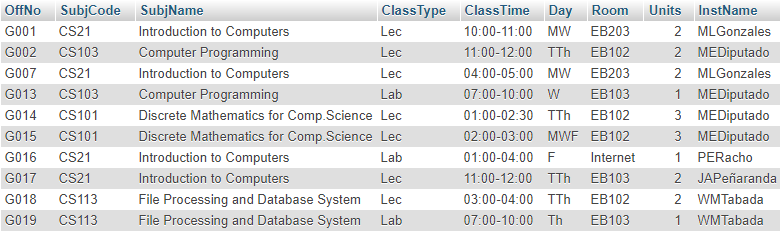 OffNo SubjCode SubjName ClassType ClassTime Day Room Units InstName
G001 CS21 Introduction to Computers Lec 10:00-11:00 MW EB203 2 MLGonzales
G002 CS103 Computer Programming Lec 11:00-12:00 TTh EB102 2 MEDiputado
G007 CS21 Introduction to Computers Lec 04:00-05:00 MW EB203 2 MLGonzales
G013 CS103 Computer Programming Lab 07:00-10:00 W EB103 1 MEDiputado
G014 CS101 Discrete Mathematics for Comp.Science Lec 01:00-02:30 TTh EB102 3 MEDiputado
G015 CS101 Discrete Mathematics for Comp.Science Lec 02:00-03:00 MWF EB102 3 MEDiputado
G016 CS21 Introduction to Computers Lab 01:00-04:00 F Internet 1 PERacho
G017 CS21 Introduction to Computers Lec 11:00-12:00 TTh EB103 2 JAPeñaranda
G018 CS113 File Processing and Database System Lec 03:00-04:00 TTh EB102 2 WMTabada
G019 CS113 File Processing and Database System Lab 07:00-10:00 Th EB103 1 WMTabada